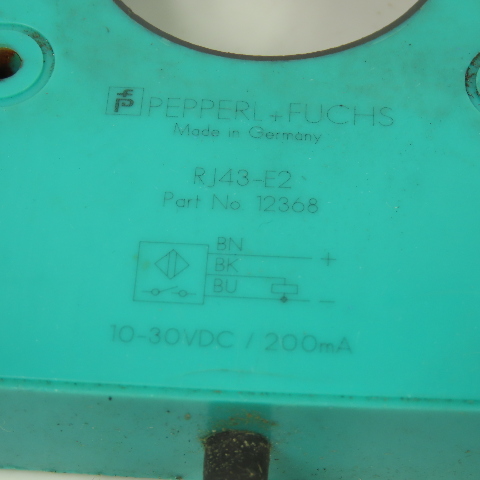 PEPPERL+FUCHS
Made in Germany
RJ43-E2
Part No 12368
BN
+
BK
BU
-
10-30VDC / 200mA